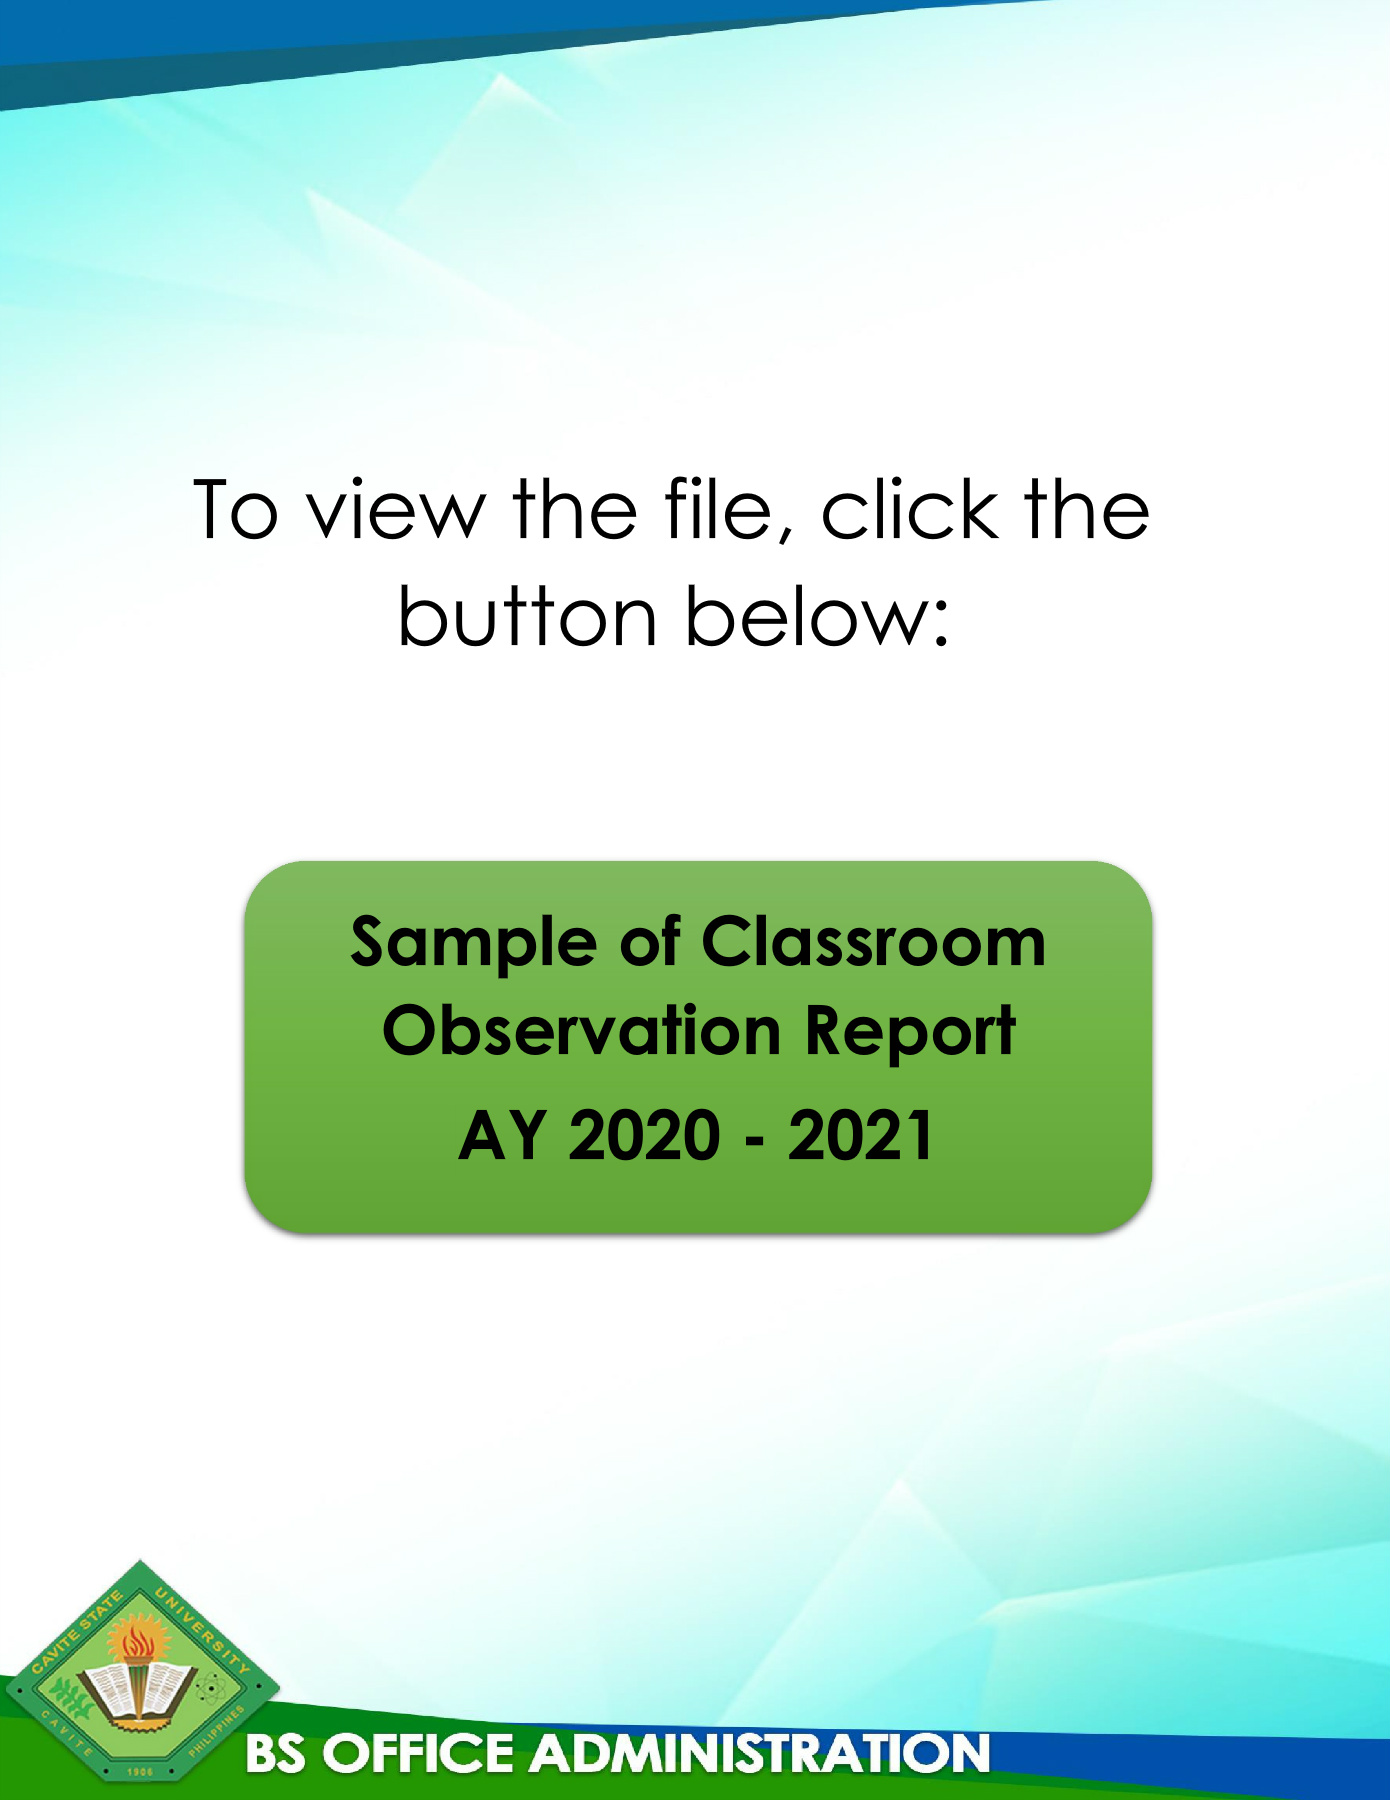 To view the file, click the
button below:
Sample of Classroom
Observation Report
AY 2020 - 2021
CAVITE STATE
UNIVERSITY
CAVITE
PHILIPPINES
1906
BS OFFICE ADMINISTRATION